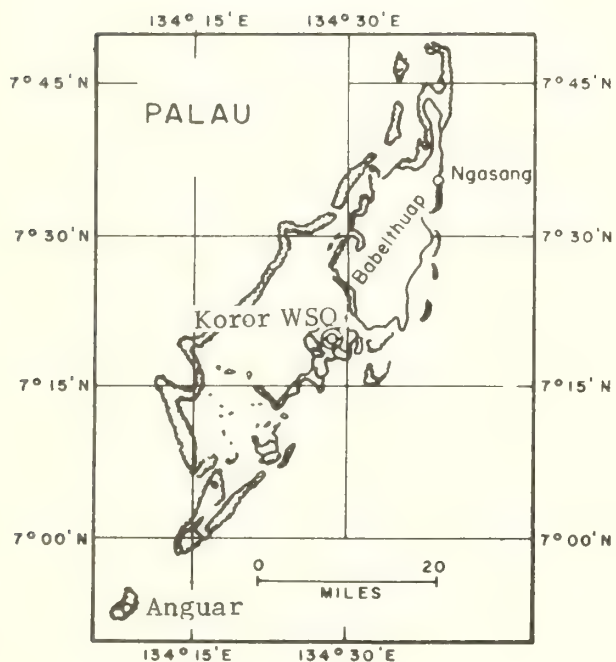 134° 15' E 134° 30' E
7° 45' N 7° 45' N
PALAU
Ngasang
7° 30' N 7° 30' N
Babelthuap
Koror WSO
7° 15' N 7° 15' N
7° 00' N 7° 00' N
0 20
MILES
Anguar
134° 15' E 134° 30' E